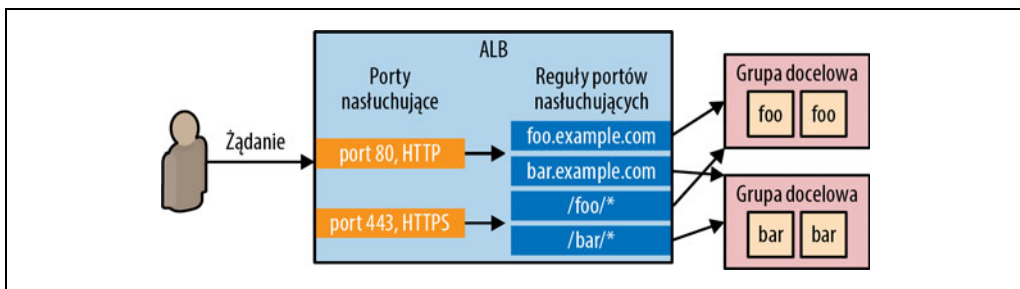 ALB
Porty
nasłuchujące
Reguły portów
nasłuchujących
Żądanie
port 80, HTTP
port 443, HTTPS
foo.example.com
bar.example.com
/foo/*
/bar/*
Grupa docelowa
foo foo
Grupa docelowa
bar bar